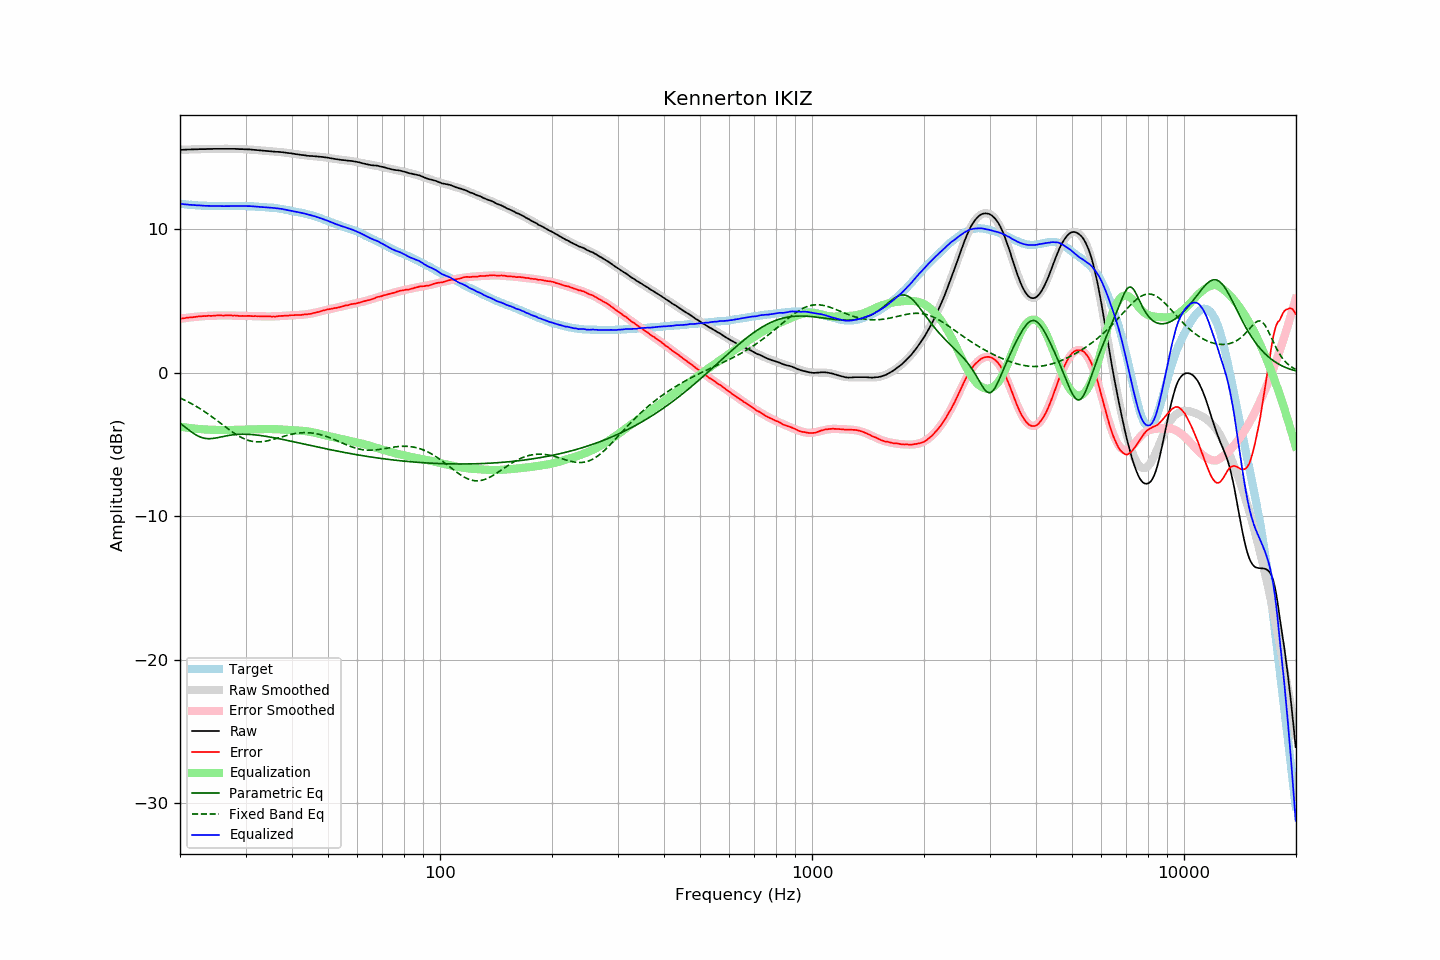 Kennerton IKIZ
Amplitude (dBr)
10
0
−10
−20
−30
Target
Raw Smoothed
Error Smoothed
Raw
Error
Equalization
Parametric Eq
Fixed Band Eq
Equalized
100
1000
10000
Frequency (Hz)